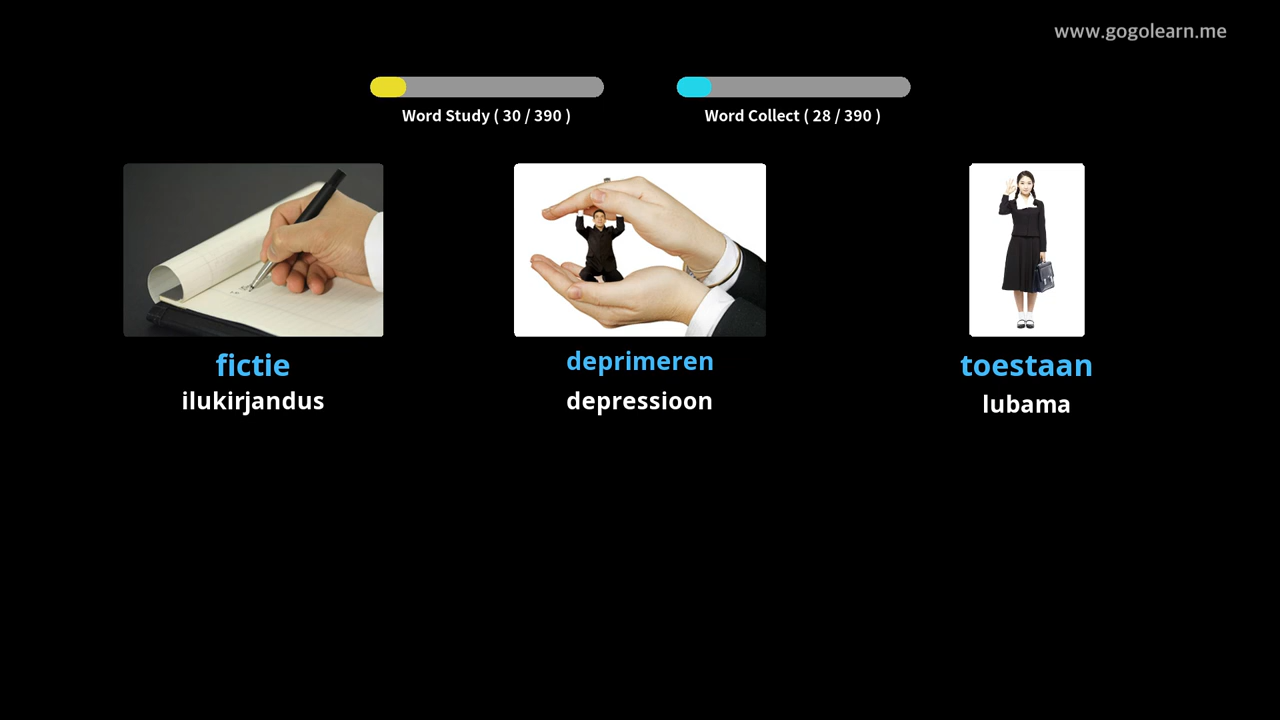 www.gogolearn.me
Word Study ( 30 / 390 )
Word Collect ( 28 / 390 )
fictie
ilukirjandus
deprimeren
depressioon
toestaan
lubama